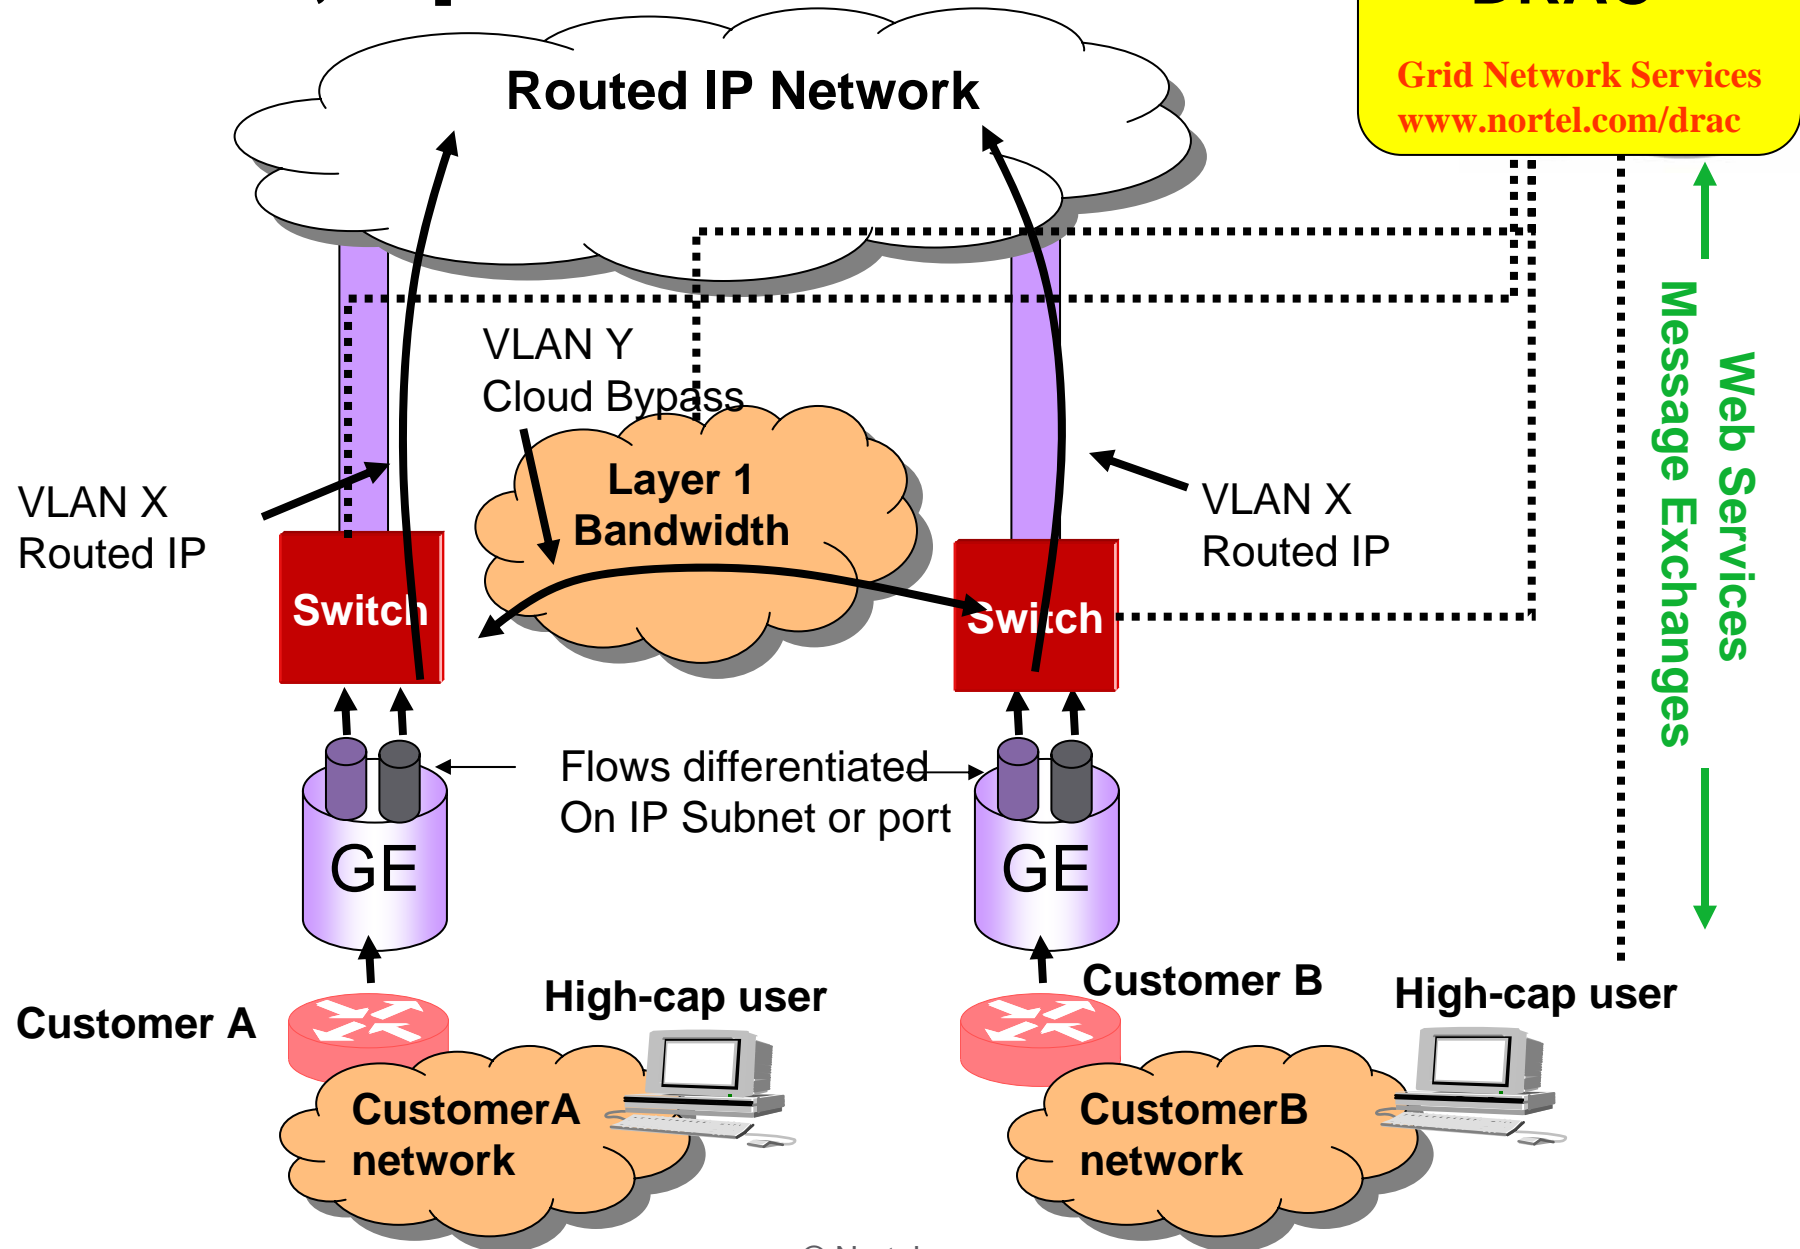 DRAC
Grid Network Services
www.nortel.com/drac
Routed IP Network
VLAN Y
Cloud Bypass
Layer 1
Bandwidth
VLAN X
Routed IP
VLAN X
Routed IP
Switch
Switch
Web Services
Message Exchanges
Flows differentiated
On IP Subnet or port
GE
GE
Customer A
High-cap user
Customer B
High-cap user
CustomerA
network
CustomerB
network